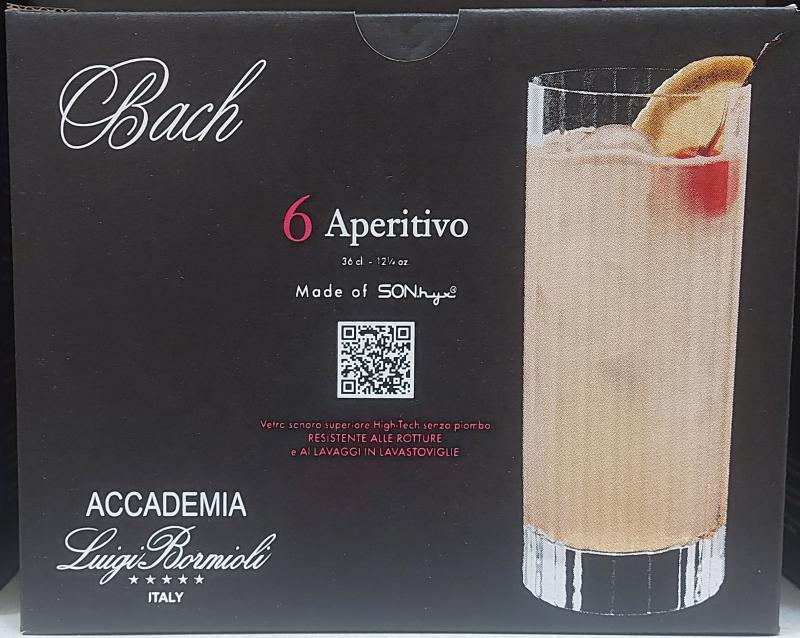 Bach
6 Aperitivo
36 cl - 12¼ oz.
Made of SON.hyx®
Vetro sonoro superiore High-Tech senza piombo
RESISTENTE ALLE ROTTURE
e AI LAVAGGI IN LAVASTOVIGLIE
ACCADEMIA
Luigi Bormioli
ITALY